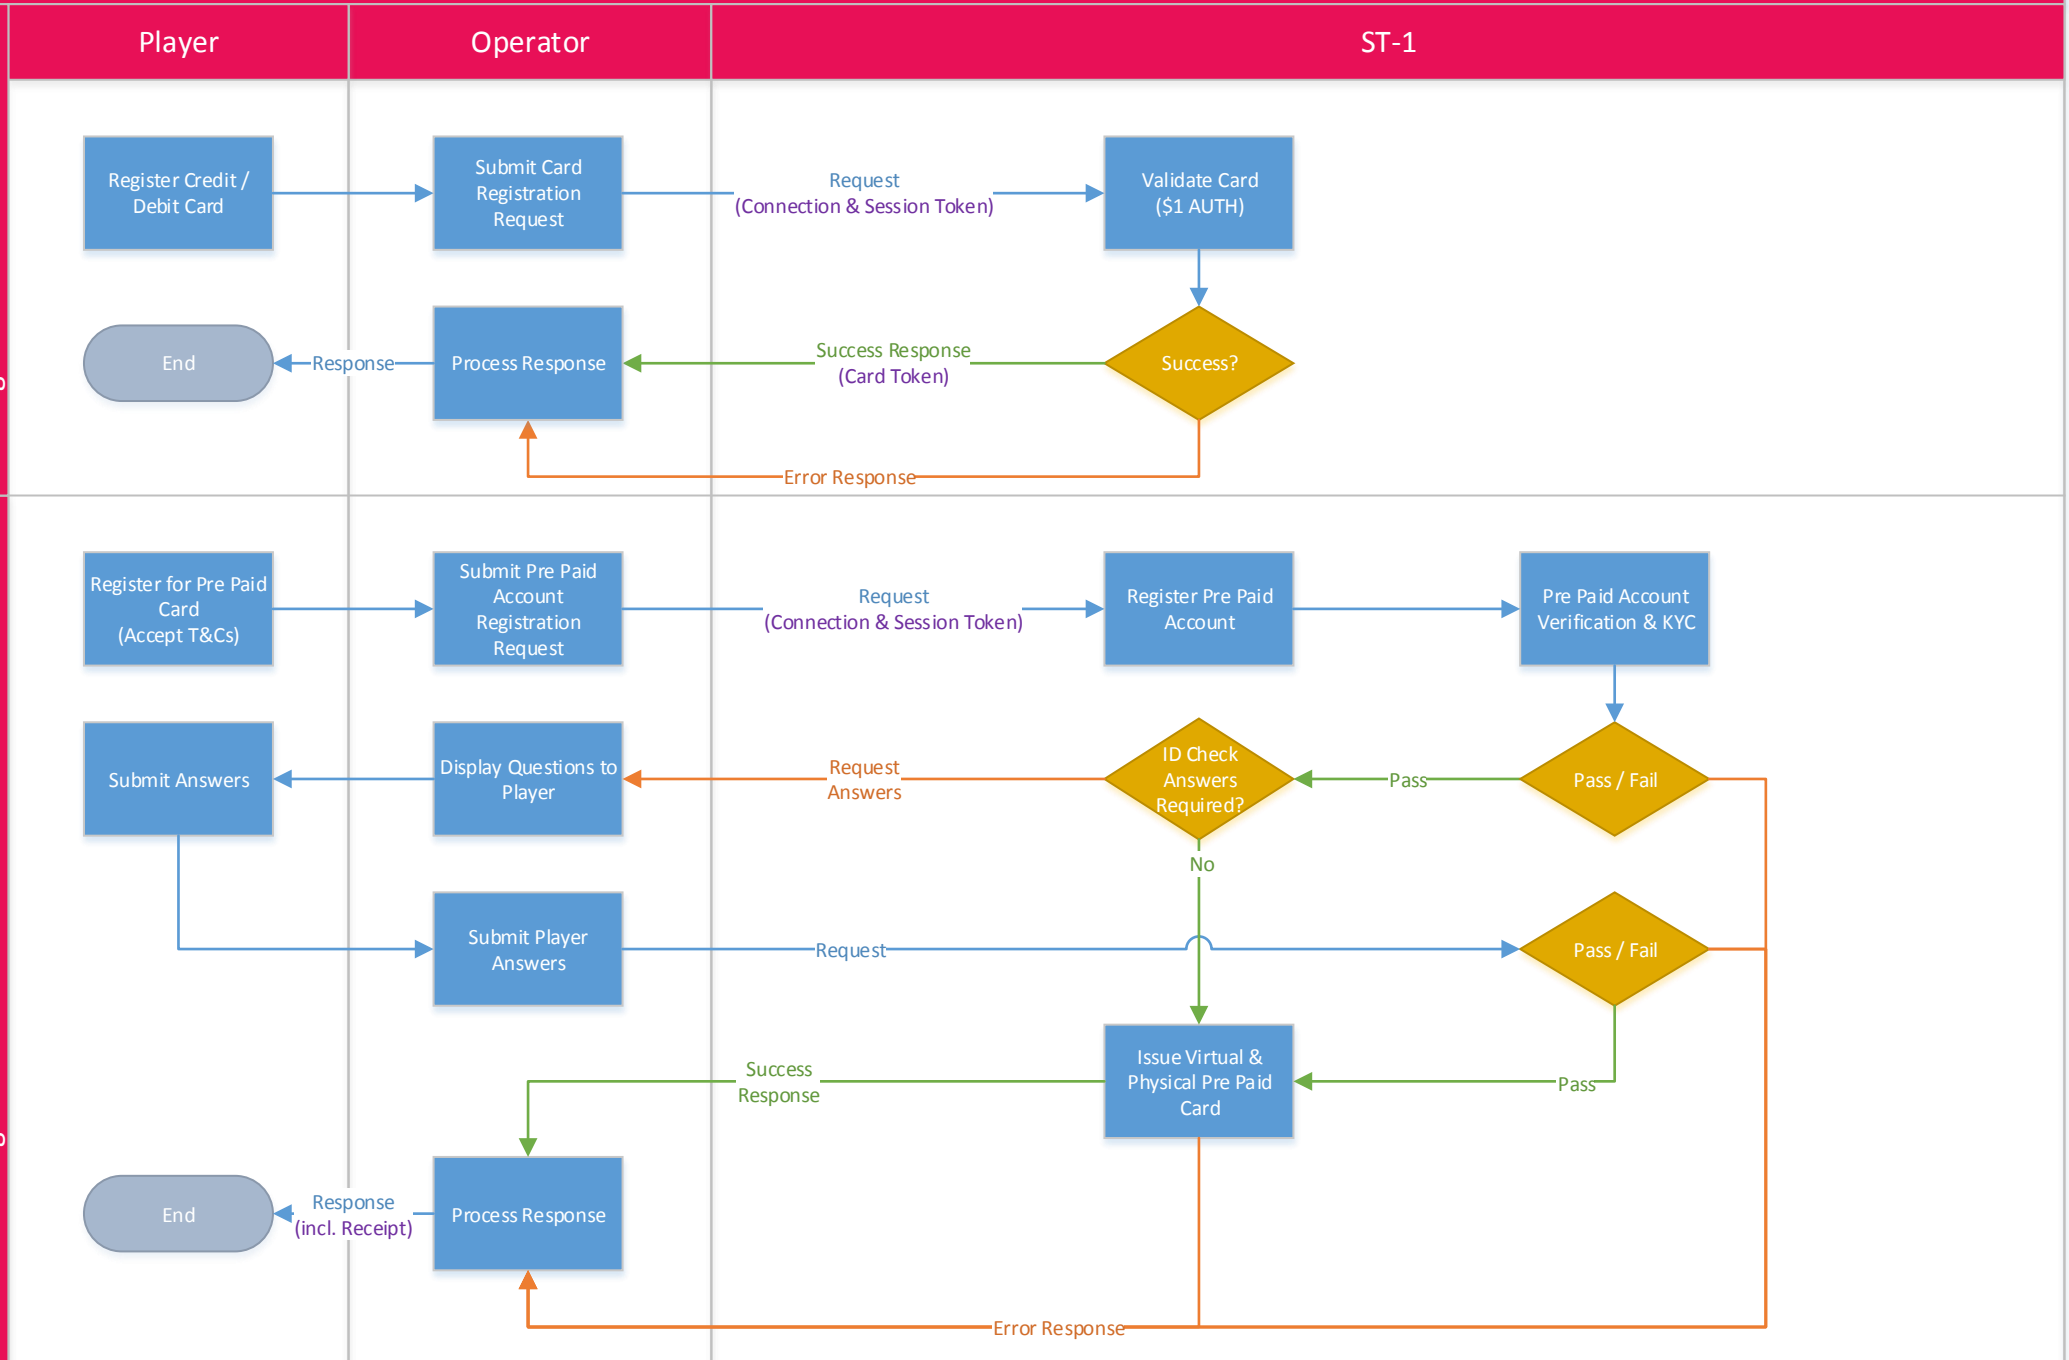 Player
Operator
ST-1
Register Credit /
Debit Card
Submit Card
Registration
Request
Request
(Connection & Session Token)
Validate Card
($1 AUTH)
End
Response
Process Response
Success Response
(Card Token)
Success?
Error Response
Register for Pre Paid
Card
(Accept T&Cs)
Submit Pre Paid
Account
Registration
Request
Request
(Connection & Session Token)
Register Pre Paid
Account
Pre Paid Account
Verification & KYC
Submit Answers
Display Questions to
Player
Request
Answers
ID Check
Answers
Required?
Pass
Pass / Fail
No
Submit Player
Answers
Request
Pass / Fail
Success
Response
Issue Virtual &
Physical Pre Paid
Card
Pass
End
Response
(incl. Receipt)
Process Response
Error Response